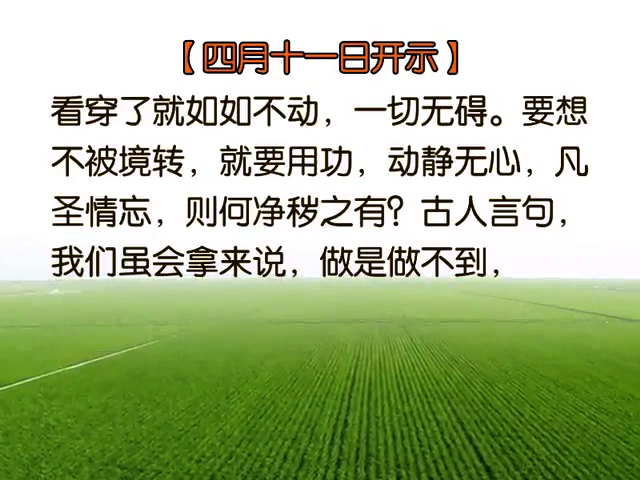 【四月十一日开示】
看穿了就如如不动，一切无碍。要想
不被境转，就要用功，动静无心，凡
圣情忘，则何净秽之有？古人言句，
我们虽会拿来说，做是做不到，